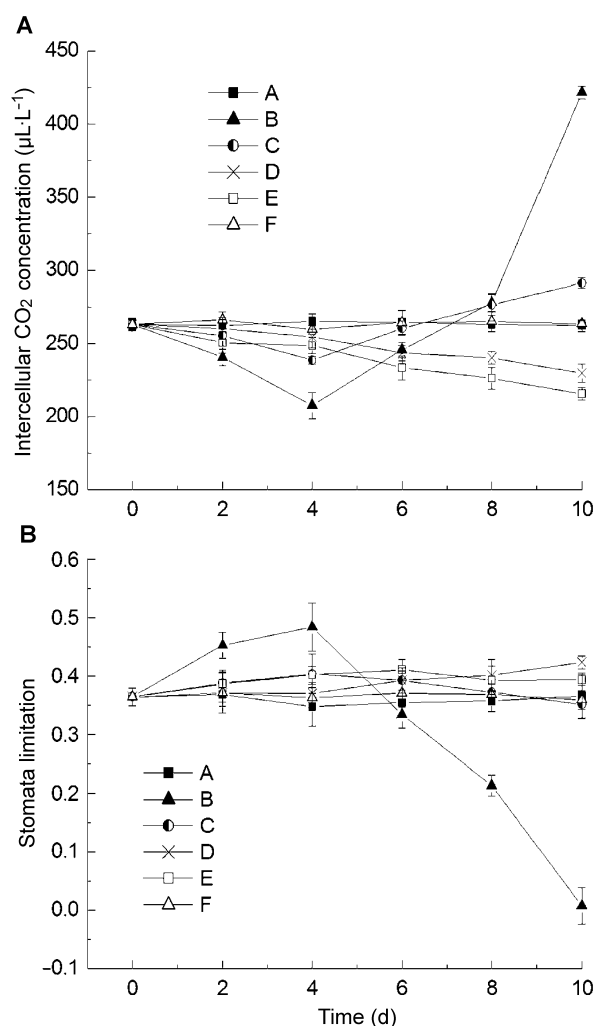 A
Intercellular CO₂ concentration (μL·L⁻¹)
450
400
350
300
250
200
150
A
B
C
D
E
F
0 2 4 6 8 10
B
Stomata limitation
0.6
0.5
0.4
0.3
0.2
0.1
0.0
–0.1
A
B
C
D
E
F
0 2 4 6 8 10
Time (d)